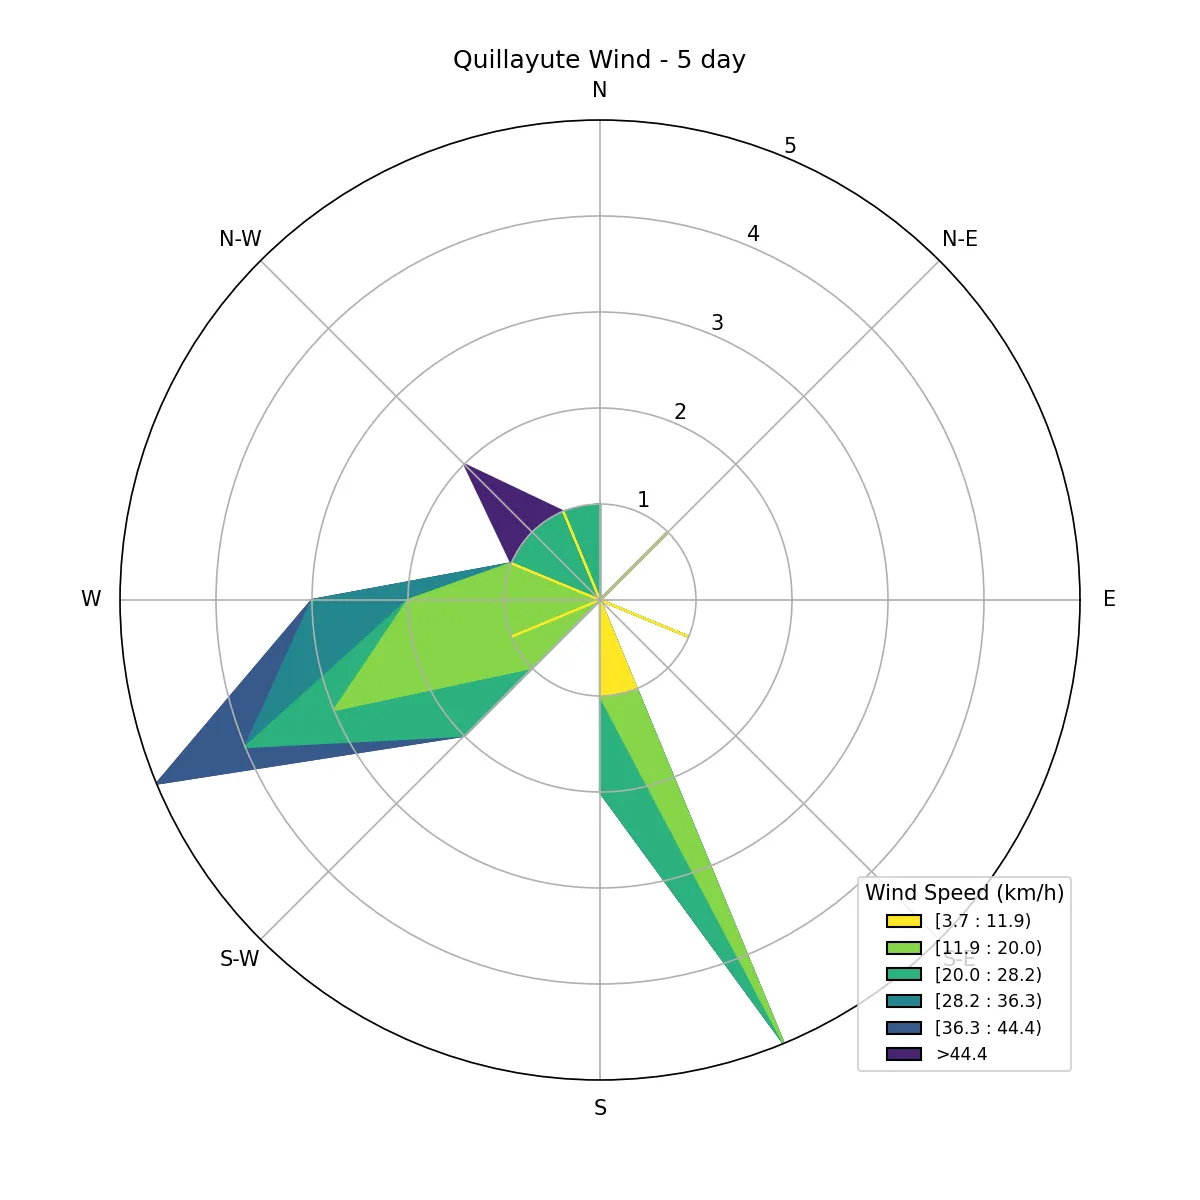 Quillayute Wind - 5 day
N
5
N-W
4
N-E
3
2
1
W
E
S-W
S-E
S
Wind Speed (km/h)
[3.7 : 11.9)
[11.9 : 20.0)
[20.0 : 28.2)
[28.2 : 36.3)
[36.3 : 44.4)
>44.4